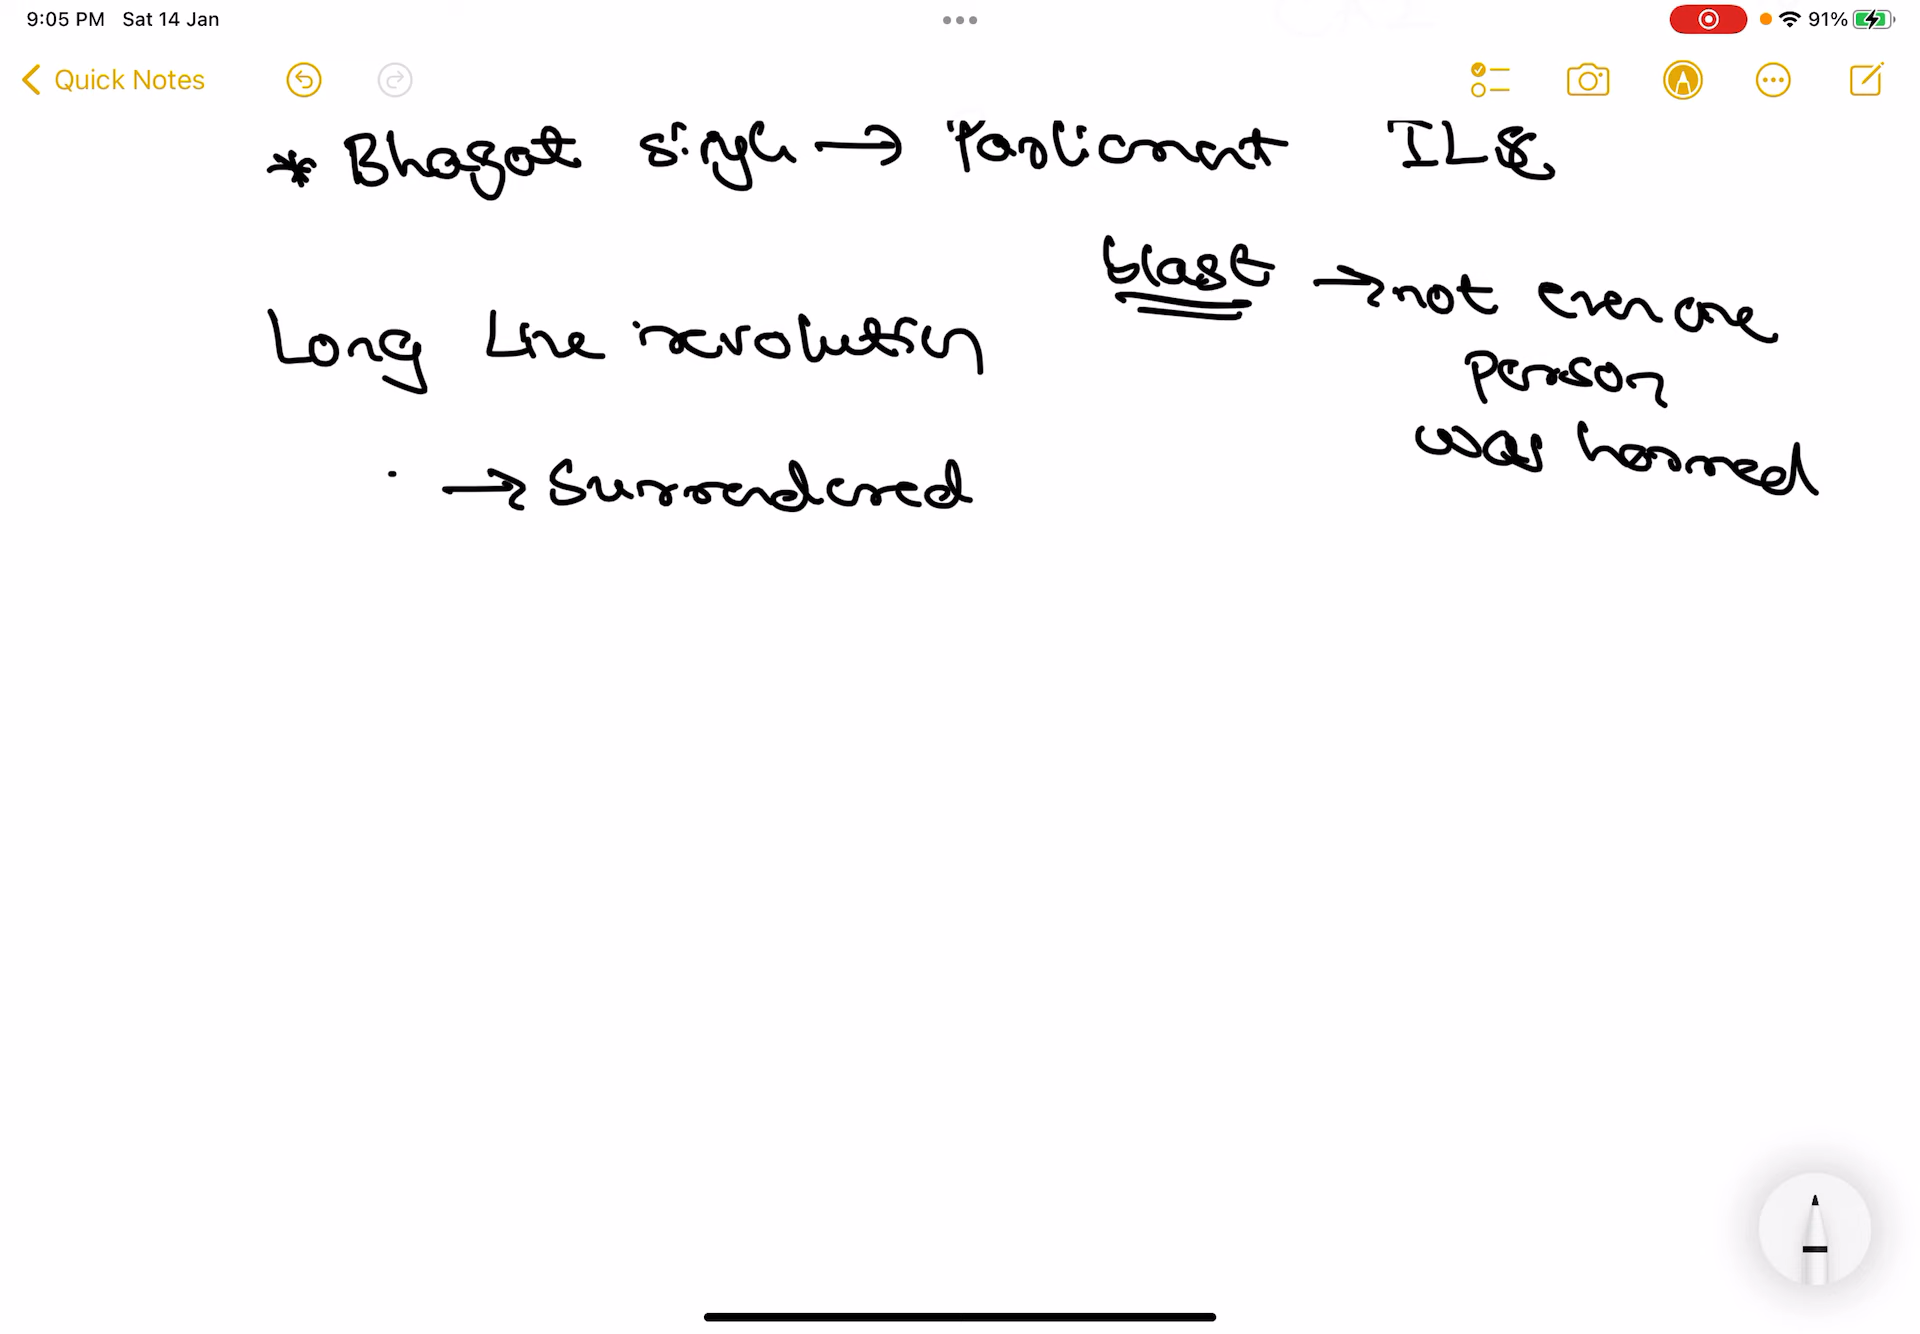 9:05 PM Sat 14 Jan
91%
Quick Notes
* Bhagat singh → Parliament
blast → not even one
person
was harmed
Long Live revolution
→ Surrendered